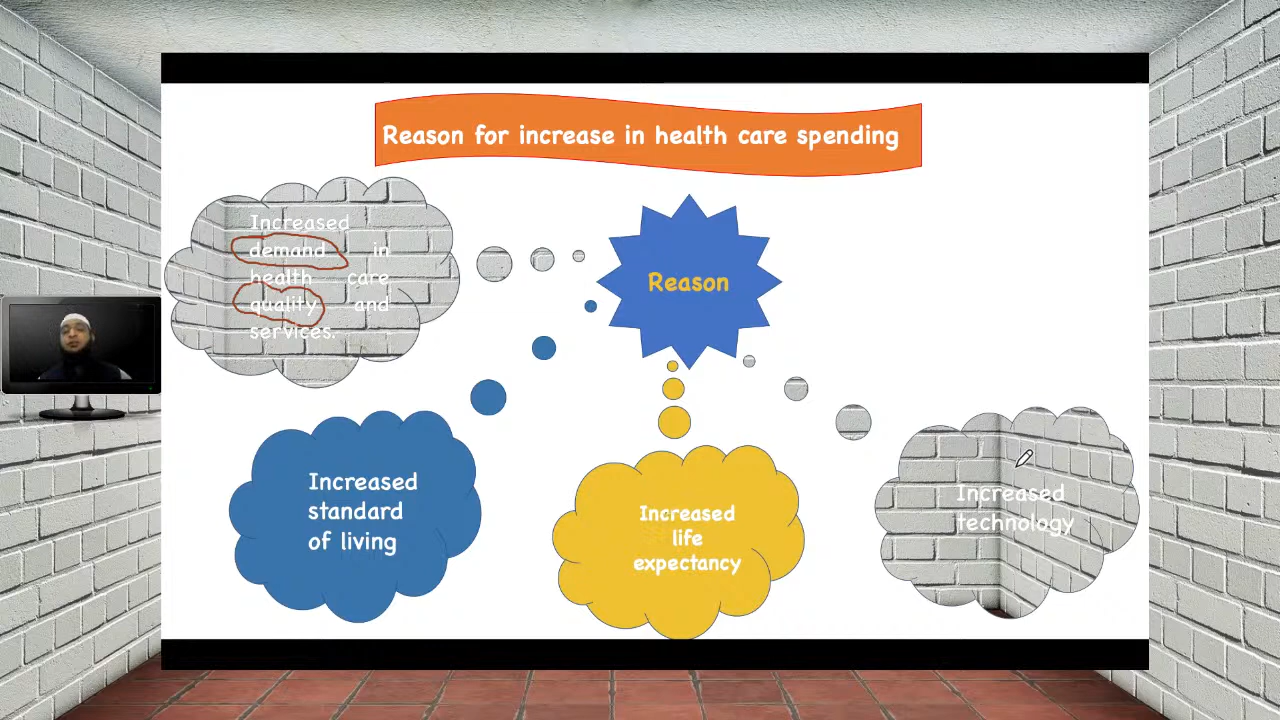 Reason for increase in health care spending
Increased
demand in
health care
quality and
services.
Reason
Increased
standard
of living
Increased
life
expectancy
Increased
technology